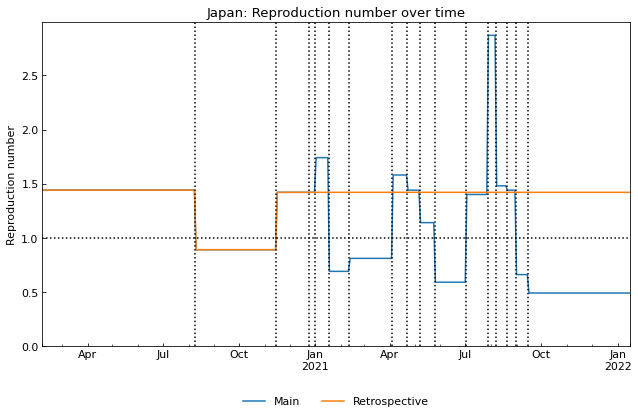 Japan: Reproduction number over time
Reproduction number
2.5
2.0
1.5
1.0
0.5
0.0
Apr Jul Oct Jan Apr Jul Oct Jan
2021 2022
Main Retrospective